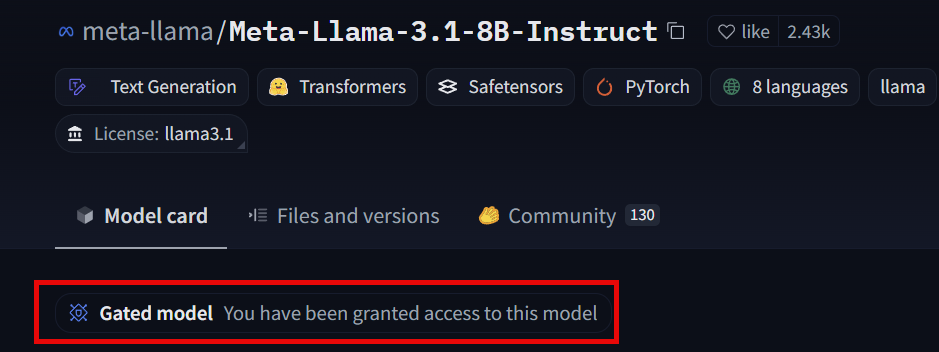 meta-llama/Meta-Llama-3.1-8B-Instruct like 2.43k
Text Generation Transformers Safetensors PyTorch 8 languages llama
License: llama3.1
Model card Files and versions Community 130
Gated model You have been granted access to this model